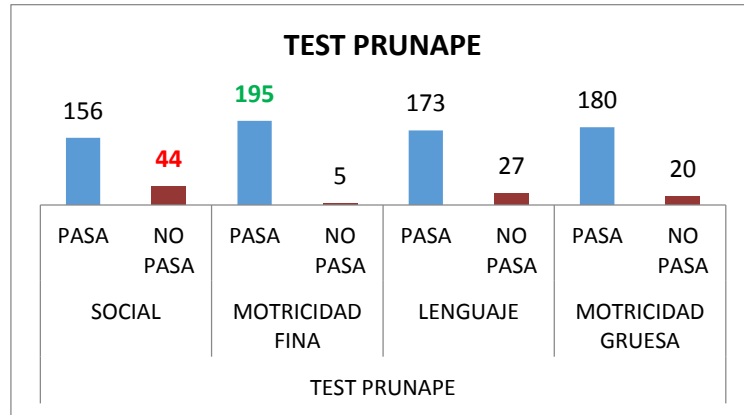 TEST PRUNAPE
156
44
195
5
173
27
180
20
PASA
NO
PASA
PASA
NO
PASA
PASA
NO
PASA
PASA
NO
PASA
SOCIAL
MOTRICIDAD
FINA
LENGUAJE
MOTRICIDAD
GRUESA
TEST PRUNAPE